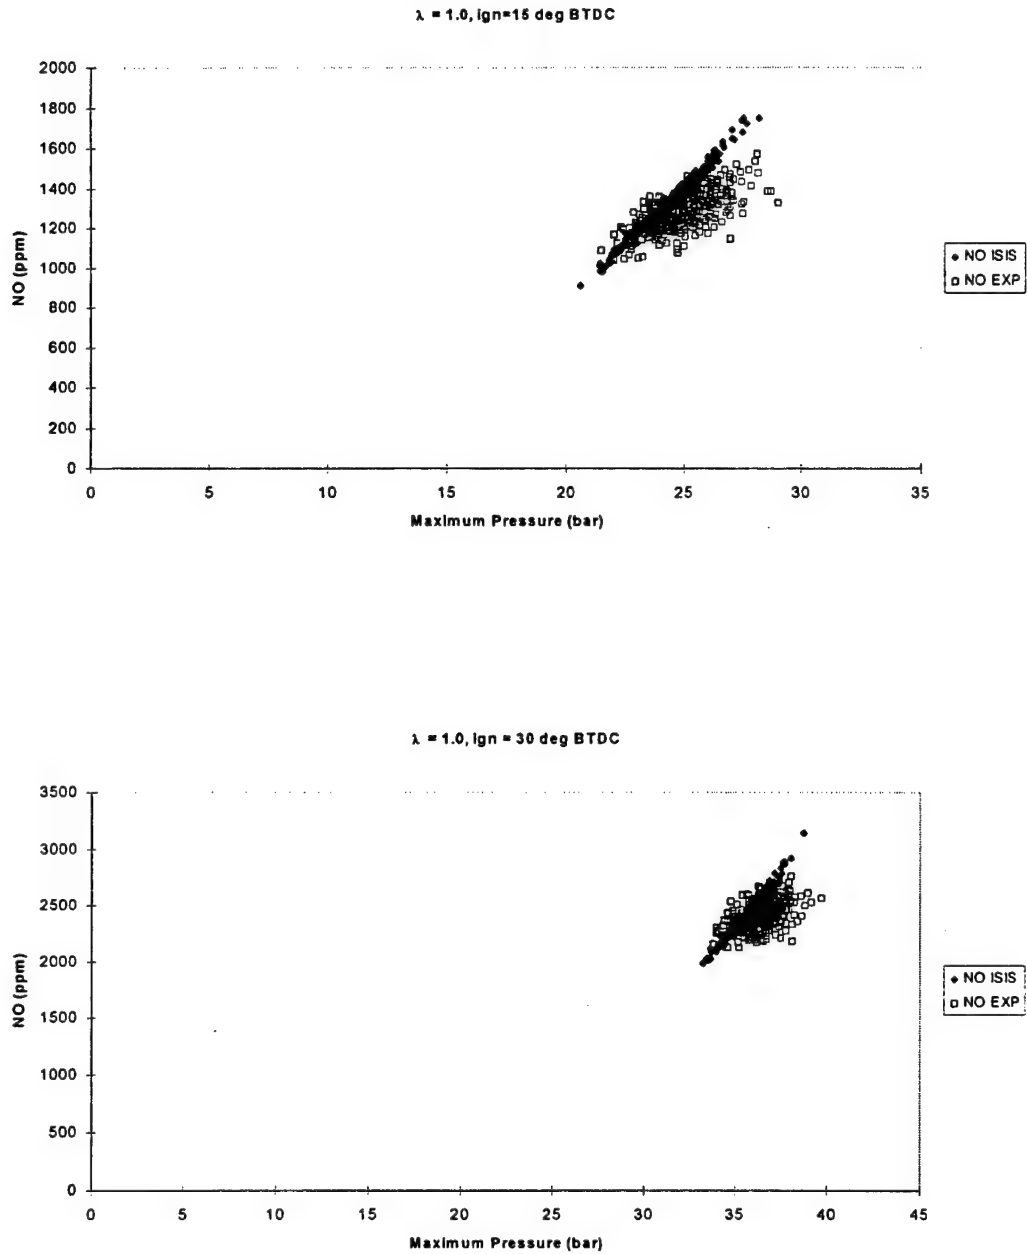 λ = 1.0, ign=15 deg BTDC
2000
1800
1600
1400
1200
1000
800
600
400
200
0
NO (ppm)
0 5 10 15 20 25 30 35
Maximum Pressure (bar)
NO ISIS
NO EXP
λ = 1.0, ign = 30 deg BTDC
3500
3000
2500
2000
1500
1000
500
0
NO (ppm)
0 5 10 15 20 25 30 35 40 45
Maximum Pressure (bar)
NO ISIS
NO EXP